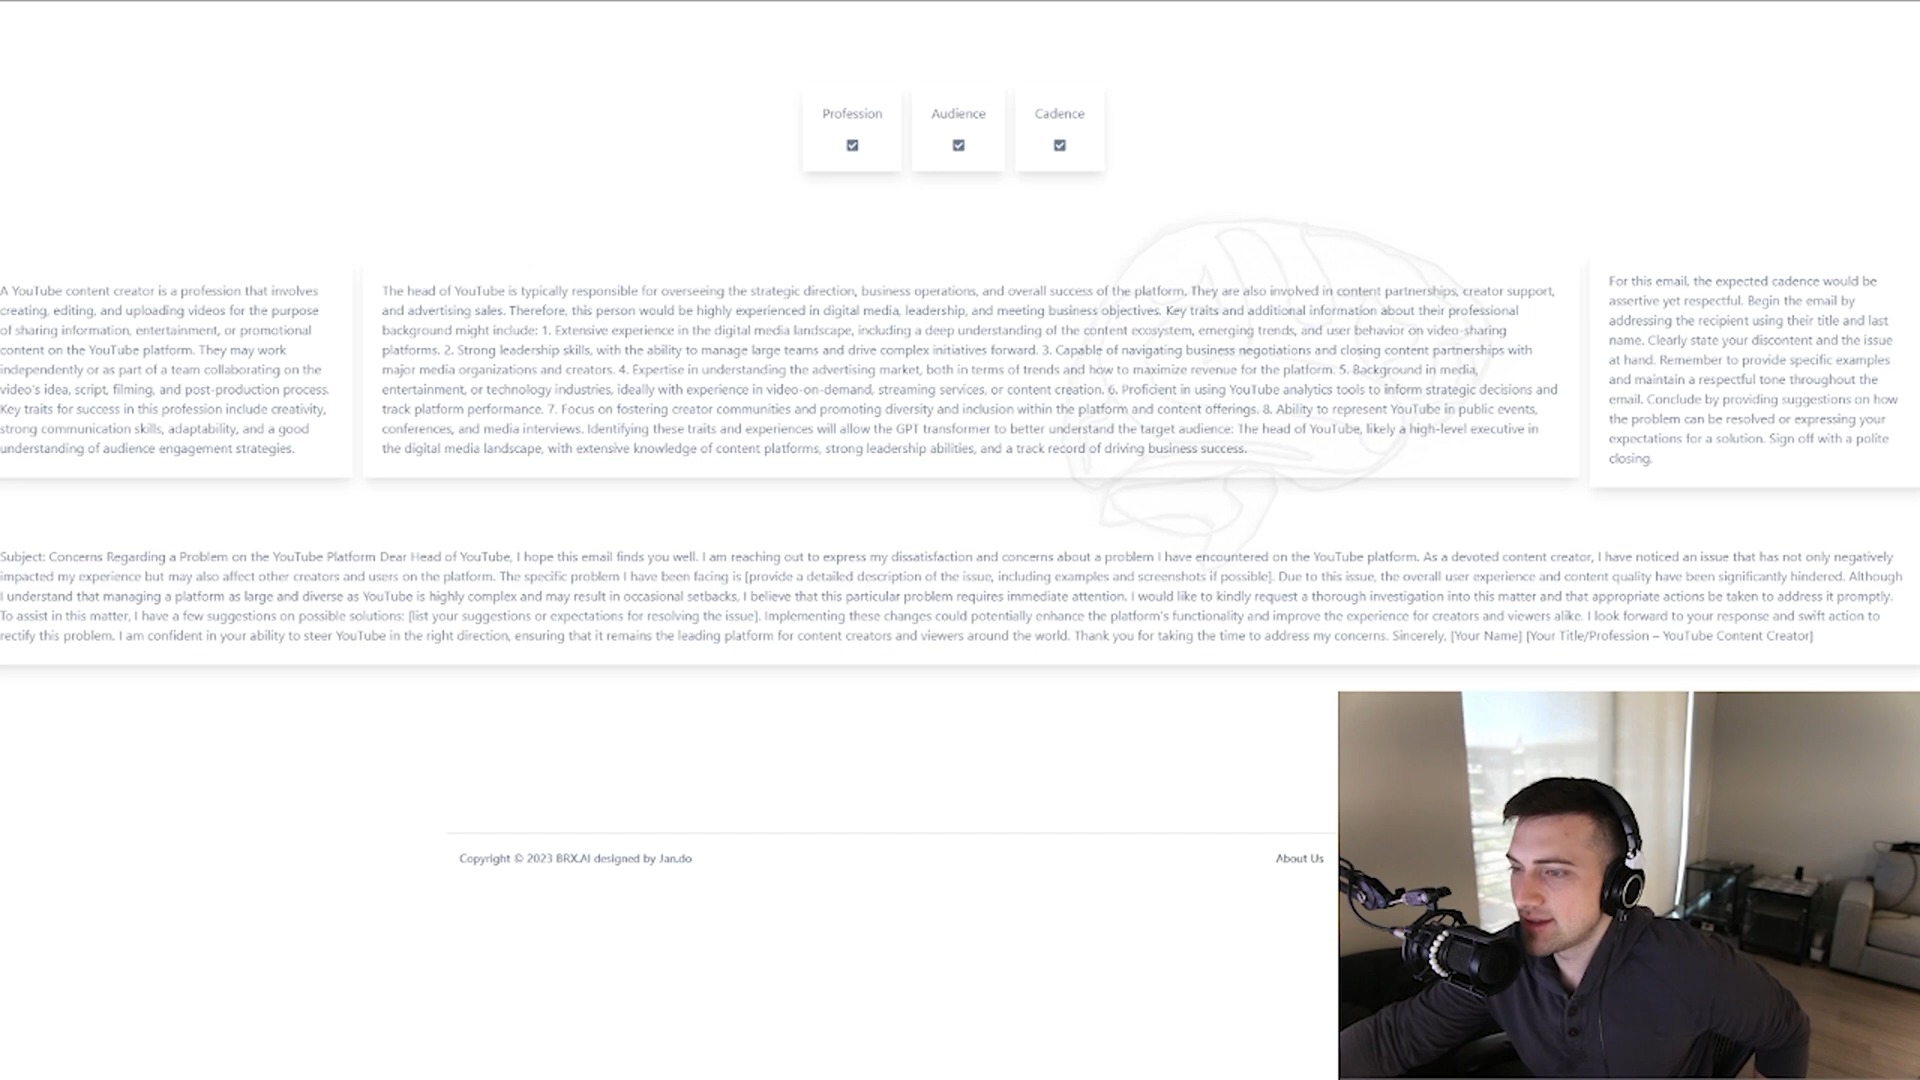 Profession
Audience
Cadence
A YouTube content creator is a profession that involves
creating, editing, and uploading videos for the purpose
of sharing information, entertainment, or promotional
content on the YouTube platform. They may work
independently or as part of a team collaborating on the
video's idea, script, filming, and post-production process.
Key traits for success in this profession include creativity,
strong communication skills, adaptability, and a good
understanding of audience engagement strategies.
The head of YouTube is typically responsible for overseeing the strategic direction, business operations, and overall success of the platform. They are also involved in content partnerships, creator support,
and advertising sales. Therefore, this person would be highly experienced in digital media, leadership, and meeting business objectives. Key traits and additional information about their professional
background might include: 1. Extensive experience in the digital media landscape, including a deep understanding of the content ecosystem, emerging trends, and user behavior on video-sharing
platforms. 2. Strong leadership skills, with the ability to manage large teams and drive complex initiatives forward. 3. Capable of navigating business negotiations and closing content partnerships with
major media organizations and creators. 4. Expertise in understanding the advertising market, both in terms of trends and how to maximize revenue for the platform. 5. Background in media,
entertainment, or technology industries, ideally with experience in video-on-demand, streaming services, or content creation. 6. Proficient in using YouTube analytics tools to inform strategic decisions and
track platform performance. 7. Focus on fostering creator communities and promoting diversity and inclusion within the platform and content offerings. 8. Ability to represent YouTube in public events,
conferences, and media interviews. Identifying these traits and experiences will allow the GPT transformer to better understand the target audience: The head of YouTube, likely a high-level executive in
the digital media landscape, with extensive knowledge of content platforms, strong leadership abilities, and a track record of driving business success.
For this email, the expected cadence would be
assertive yet respectful. Begin the email by
addressing the recipient using their title and last
name. Clearly state your discontent and the issue
at hand. Remember to provide specific examples
and maintain a respectful tone throughout the
email. Conclude by providing suggestions on how
the problem can be resolved or expressing your
expectations for a solution. Sign off with a polite
closing.
Subject: Concerns Regarding a Problem on the YouTube Platform Dear Head of YouTube, I hope this email finds you well. I am reaching out to express my dissatisfaction and concerns about a problem I have encountered on the YouTube platform. As a devoted content creator, I have noticed an issue that has not only negatively
impacted my experience but may also affect other creators and users on the platform. The specific problem I have been facing is [provide a detailed description of the issue, including examples and screenshots if possible]. Due to this issue, the overall user experience and content quality have been significantly hindered. Although
I understand that managing a platform as large and diverse as YouTube is highly complex and may result in occasional setbacks, I believe that this particular problem requires immediate attention. I would like to kindly request a thorough investigation into this matter and that appropriate actions be taken to address it promptly.
To assist in this matter, I have a few suggestions on possible solutions: [list your suggestions or expectations for resolving the issue]. Implementing these changes could potentially enhance the platform's functionality and improve the experience for creators and viewers alike. I look forward to your response and swift action to
rectify this problem. I am confident in your ability to steer YouTube in the right direction, ensuring that it remains the leading platform for content creators and viewers around the world. Thank you for taking the time to address my concerns. Sincerely, [Your Name] [Your Title/Profession – YouTube Content Creator]
Copyright © 2023 BRX.AI designed by Jan.do
About Us